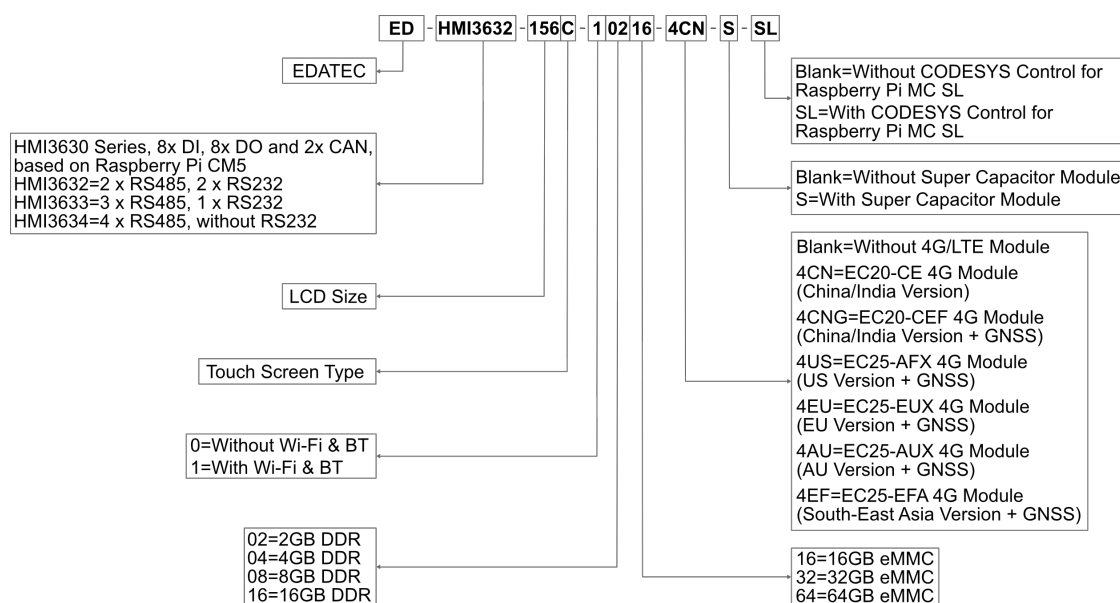 ED - HMI3632 - 156 C - 1 02 16 - 4CN - S - SL
EDATEC
HMI3630 Series, 8x DI, 8x DO and 2x CAN,
based on Raspberry Pi CM5
HMI3632=2 x RS485, 2 x RS232
HMI3633=3 x RS485, 1 x RS232
HMI3634=4 x RS485, without RS232
LCD Size
Touch Screen Type
0=Without Wi-Fi & BT
1=With Wi-Fi & BT
02=2GB DDR
04=4GB DDR
08=8GB DDR
16=16GB DDR
Blank=Without CODESYS Control for
Raspberry Pi MC SL
SL=With CODESYS Control for
Raspberry Pi MC SL
Blank=Without Super Capacitor Module
S=With Super Capacitor Module
Blank=Without 4G/LTE Module
4CN=EC20-CE 4G Module
(China/India Version)
4CNG=EC20-CEF 4G Module
(China/India Version + GNSS)
4US=EC25-AFX 4G Module
(US Version + GNSS)
4EU=EC25-EUX 4G Module
(EU Version + GNSS)
4AU=EC25-AUX 4G Module
(AU Version + GNSS)
4EF=EC25-EFA 4G Module
(South-East Asia Version + GNSS)
16=16GB eMMC
32=32GB eMMC
64=64GB eMMC